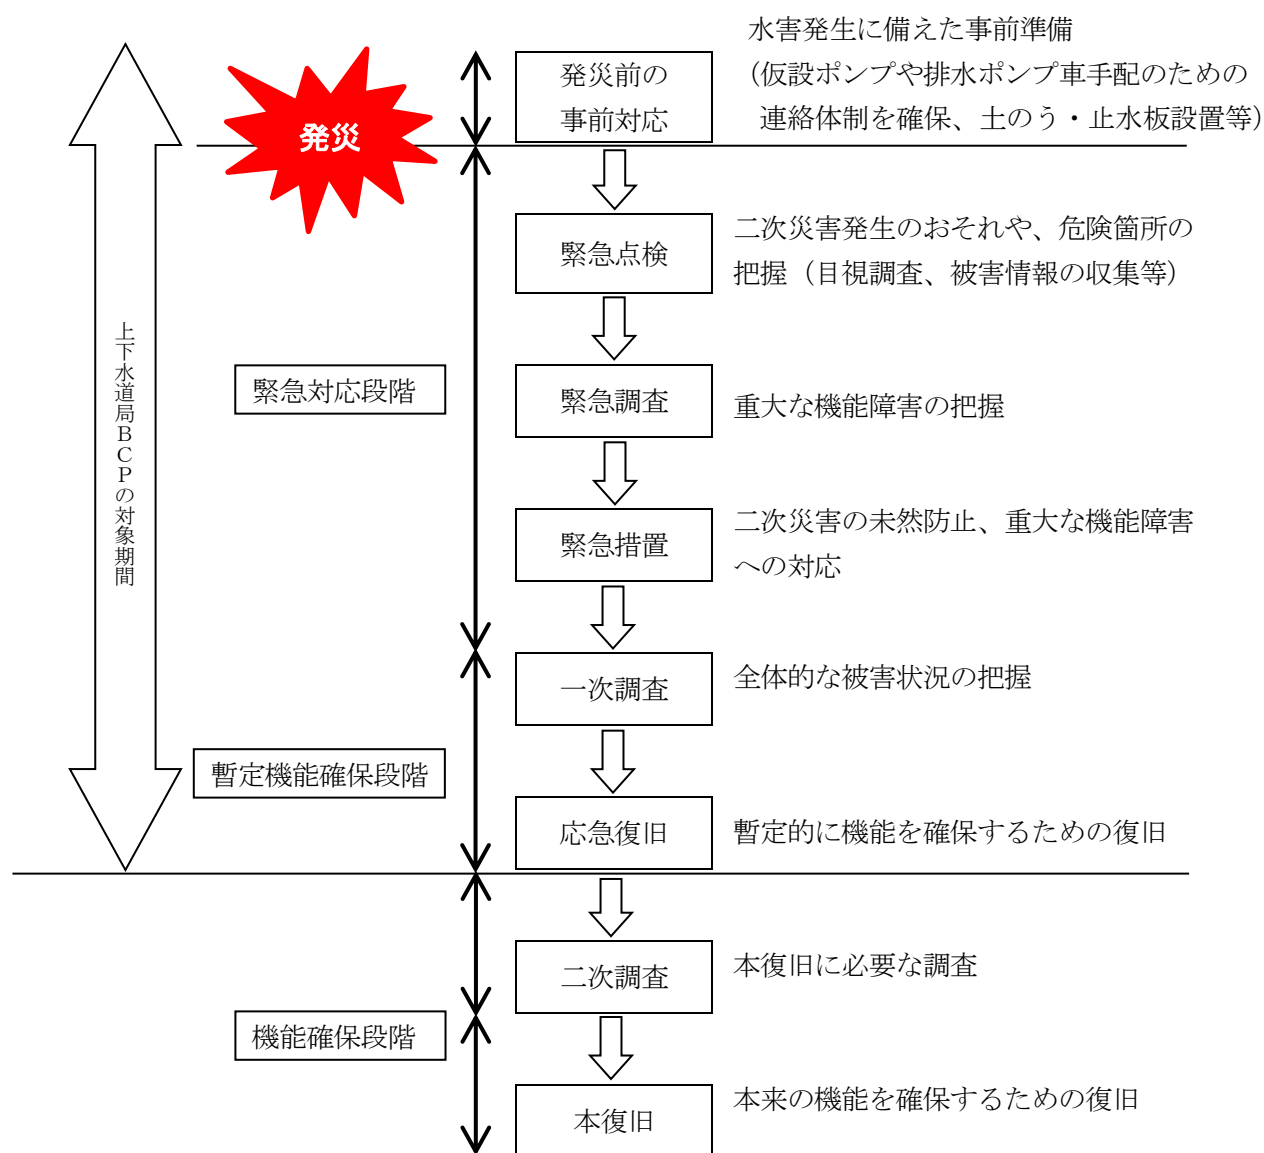 水害発生に備えた事前準備
（仮設ポンプや排水ポンプ車手配のための
連絡体制を確保、土のう・止水板設置等）
発災前の
事前対応
発災
緊急点検
二次災害発生のおそれや、危険箇所の
把握（目視調査、被害情報の収集等）
上下水道局BCPの対象期間
緊急対応段階
緊急調査
重大な機能障害の把握
緊急措置
二次災害の未然防止、重大な機能障害
への対応
一次調査
全体的な被害状況の把握
暫定機能確保段階
応急復旧
暫定的に機能を確保するための復旧
二次調査
本復旧に必要な調査
機能確保段階
本復旧
本来の機能を確保するための復旧